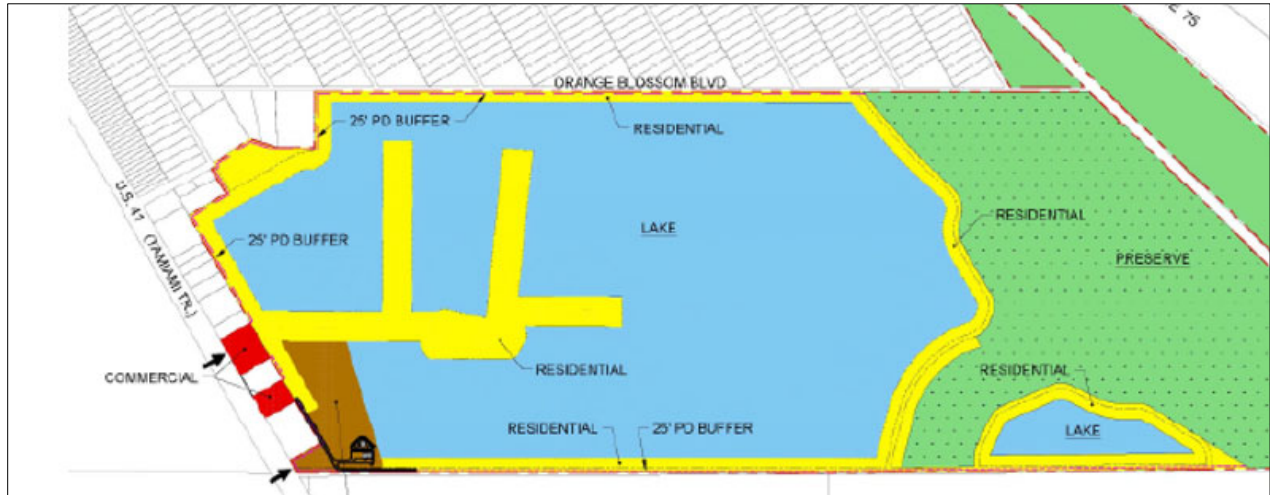 E 75
ORANGE BLOSSOM BLVD
25' PD BUFFER
RESIDENTIAL
U.S. 41 (TAMIAMI TR.)
RESIDENTIAL
LAKE
25' PD BUFFER
PRESERVE
COMMERCIAL
RESIDENTIAL
RESIDENTIAL
RESIDENTIAL
25' PD BUFFER
LAKE